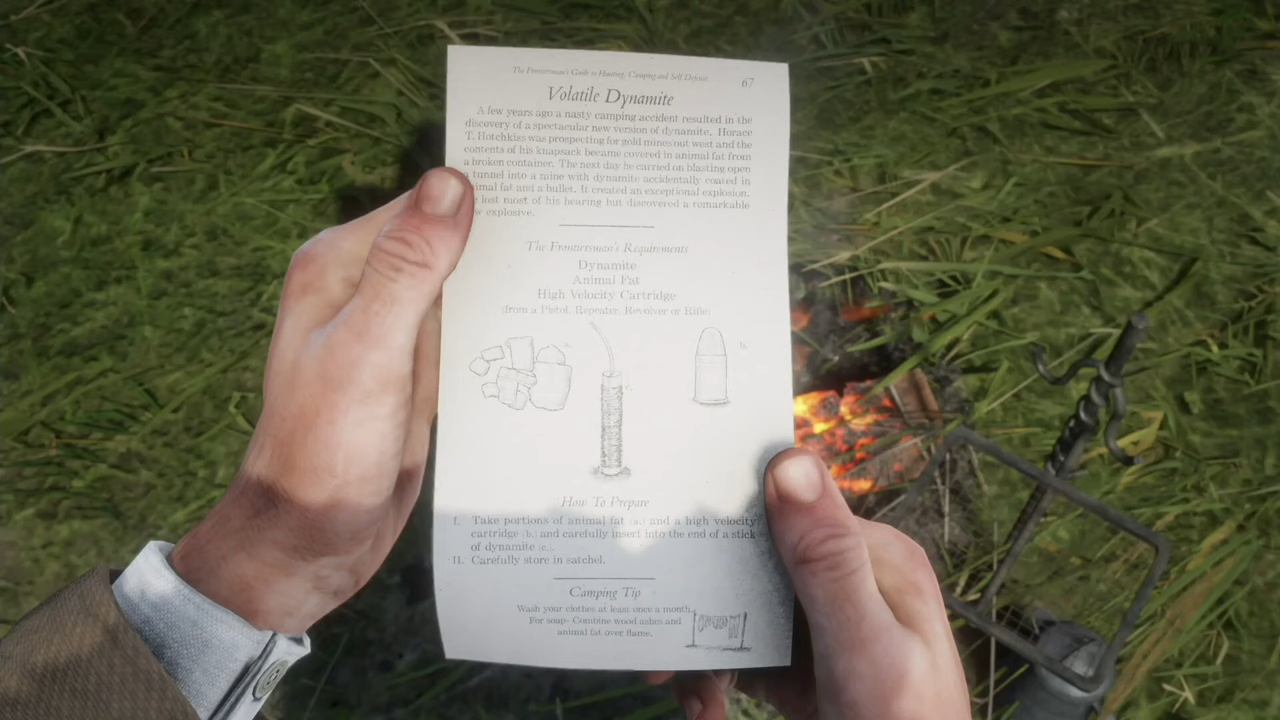 The Frontiersman's Guide to Hunting, Camping and Self Defense.
67
Volatile Dynamite
A few years ago a nasty camping accident resulted in the
discovery of a spectacular new version of dynamite. Horace
T. Hotchkiss was prospecting for gold mines out west and the
contents of his knapsack became covered in animal fat from
a broken container. The next day he carried on blasting open
a tunnel into a mine with dynamite accidentally coated in
imal fat and a bullet. It created an exceptional explosion.
e lost most of his hearing but discovered a remarkable
w explosive.
The Frontiersman's Requirements
Dynamite
Animal Fat
High Velocity Cartridge
(from a Pistol, Repeater, Revolver or Rifle)
a.
b.
c.
How To Prepare
I. Take portions of animal fat (a.) and a high velocity
cartridge (b.) and carefully insert into the end of a stick
of dynamite (c.).
II. Carefully store in satchel.
Camping Tip
Wash your clothes at least once a month.
For soap- Combine wood ashes and
animal fat over flame.